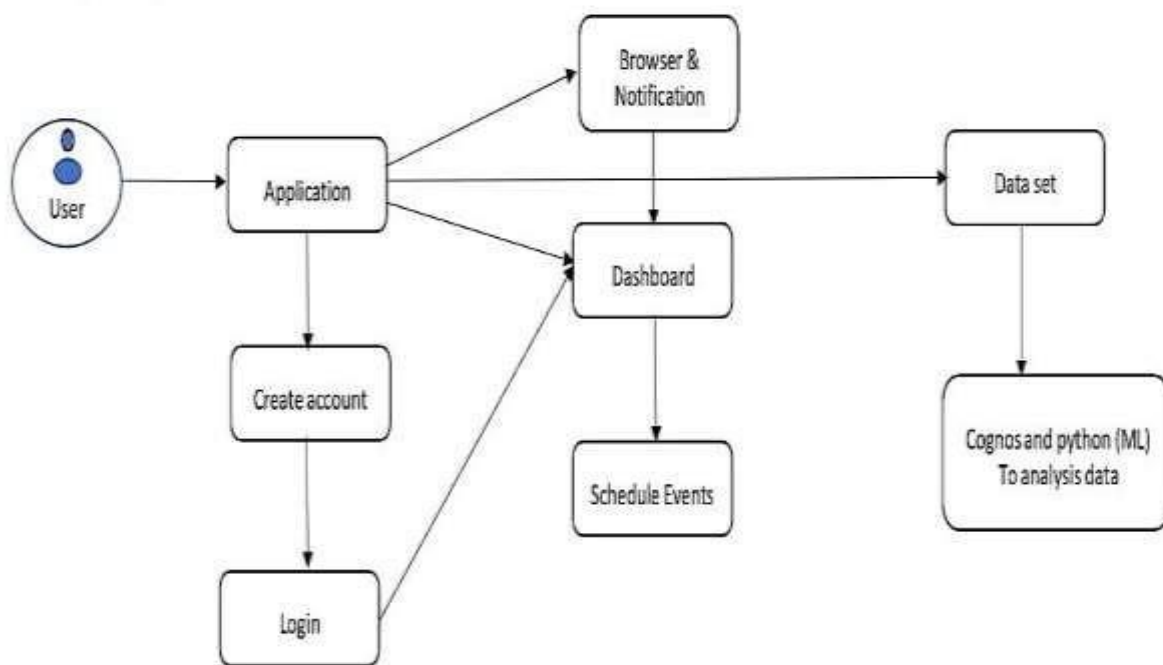 Browser &
Notification
User
Application
Data set
Dashboard
Create account
Cognos and python (ML)
To analysis data
Schedule Events
Login